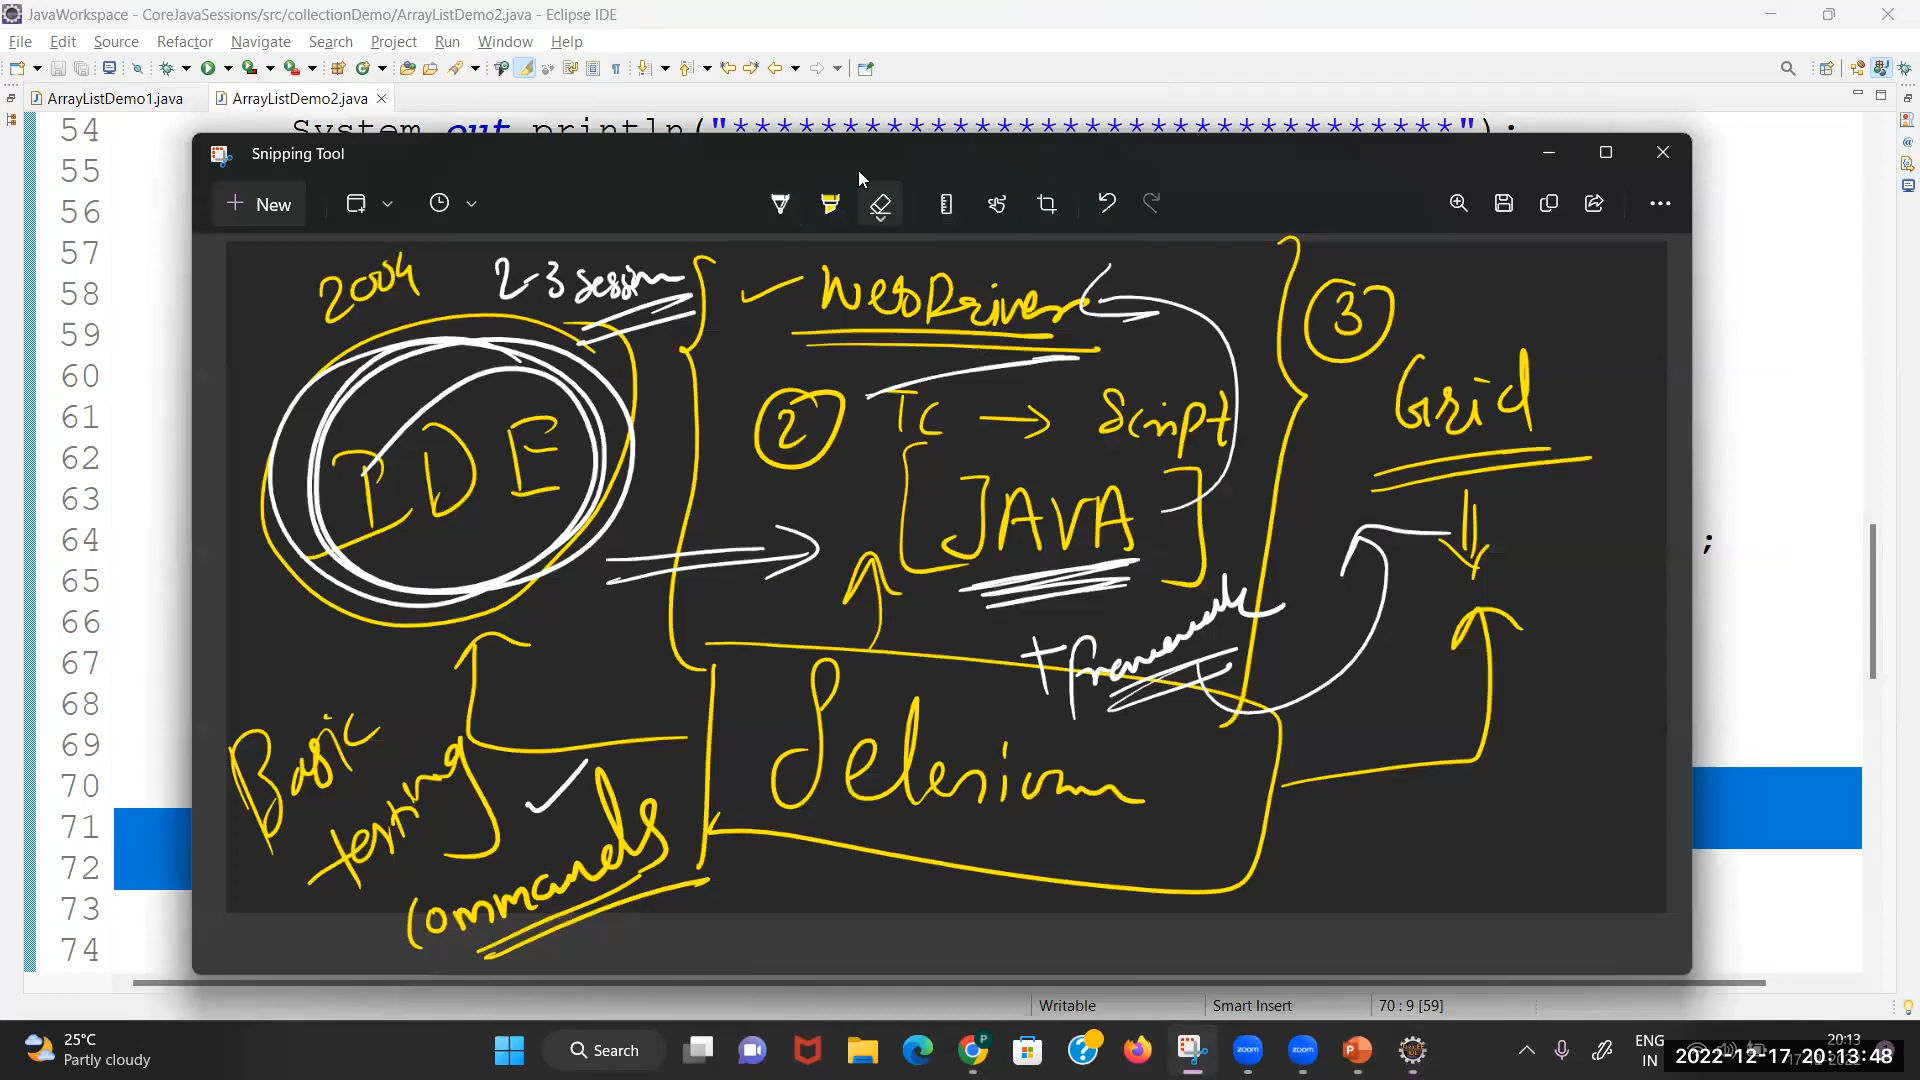 JavaWorkspace - CoreJavaSessions/src/collectionDemo/ArrayListDemo2.java - Eclipse IDE
File Edit Source Refactor Navigate Search Project Run Window Help
ArrayListDemo1.java ArrayListDemo2.java
54
55
56
57
58
59
60
61
62
63
64 ;
65
66
67
68
69
70
71
72
73
74
Snipping Tool
New
2004
2-3 session
WebDriver
3
Grid
2
TC → Script
IDE
[JAVA]
+ framework
Selenium
Basic
testing
Commands
Writable Smart Insert 70 : 9 [59]
25°C
Partly cloudy
Search
zoom
zoom
ENG
IN
20:13
2022-12-17 20:13:48